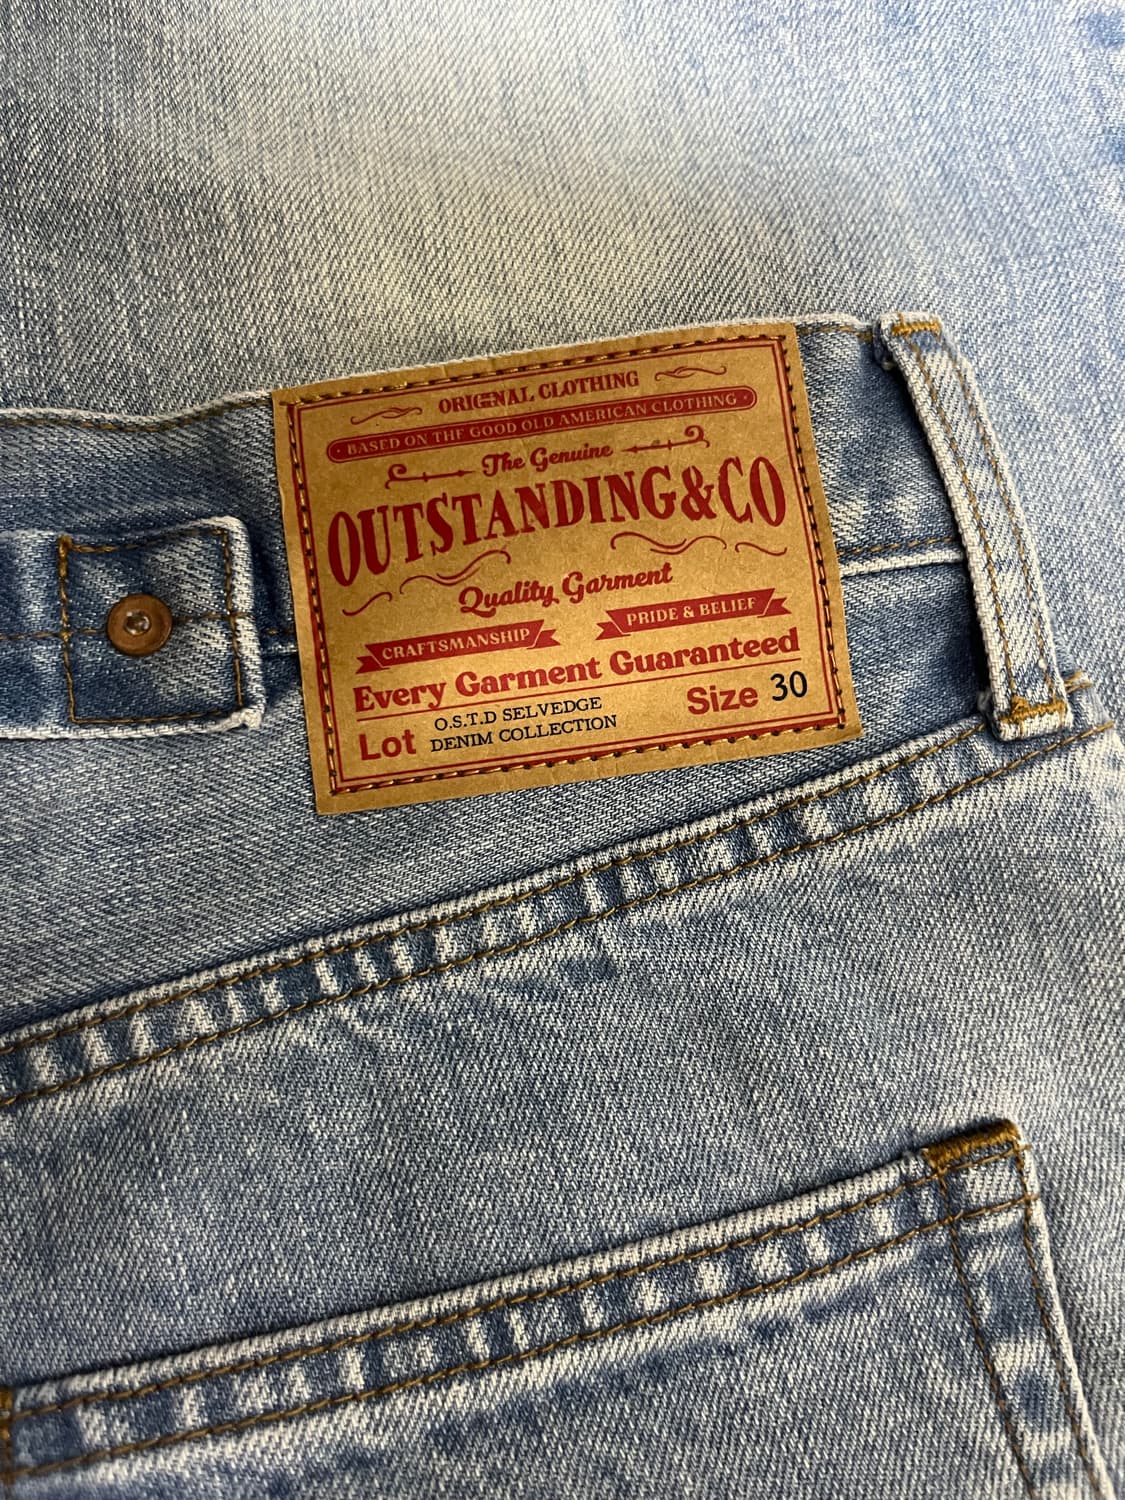 ORIGINAL CLOTHING
BASED ON THE GOOD OLD AMERICAN CLOTHING
The Genuine
OUTSTANDING&CO
Quality Garment
CRAFTSMANSHIP
PRIDE & BELIEF
Every Garment Guaranteed
Lot O.S.T.D SELVEDGE
DENIM COLLECTION
Size 30